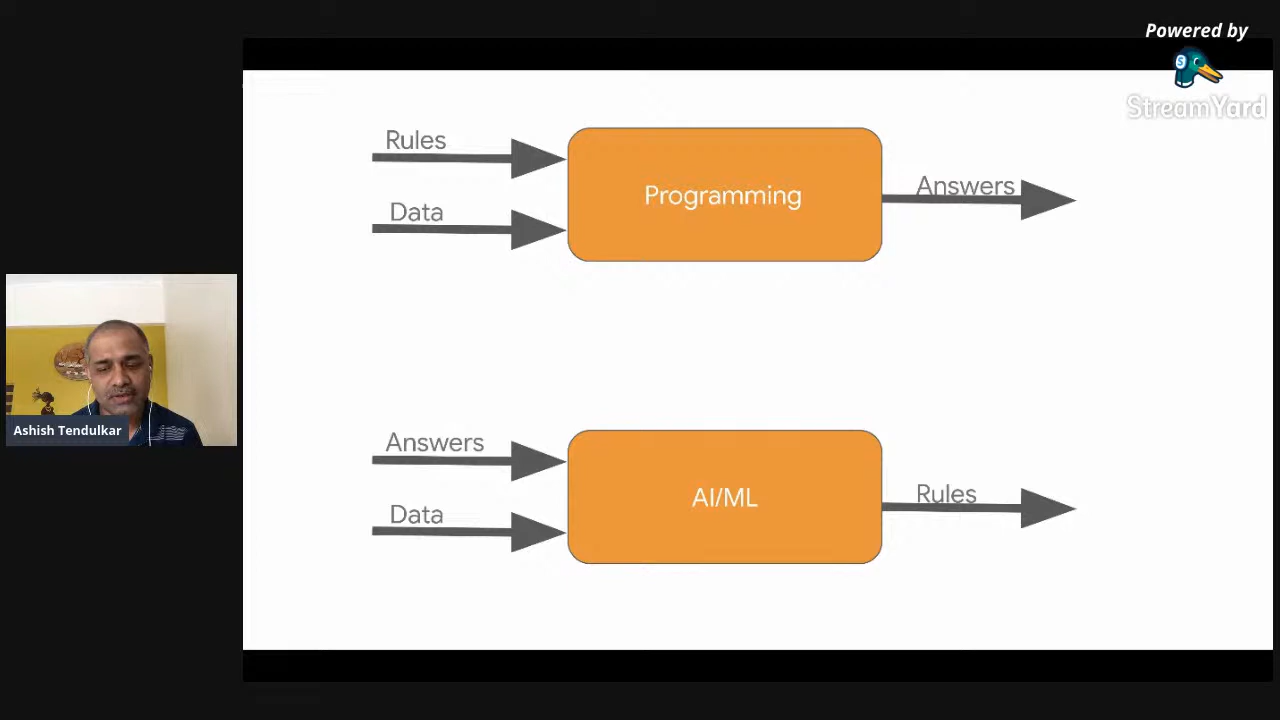 Powered by
StreamYard
Rules
Data
Programming
Answers
Answers
Data
AI/ML
Rules
Ashish Tendulkar